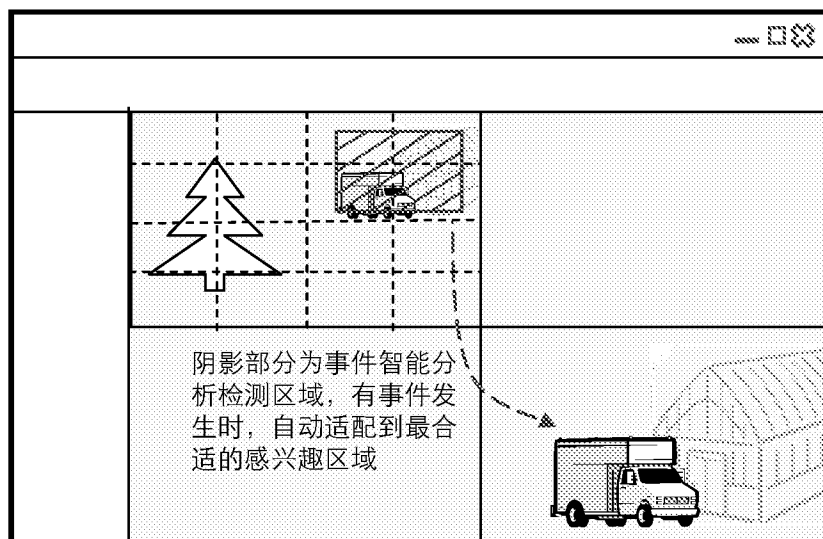 阴影部分为事件智能分
析检测区域，有事件发
生时，自动适配到最合
适的感兴趣区域